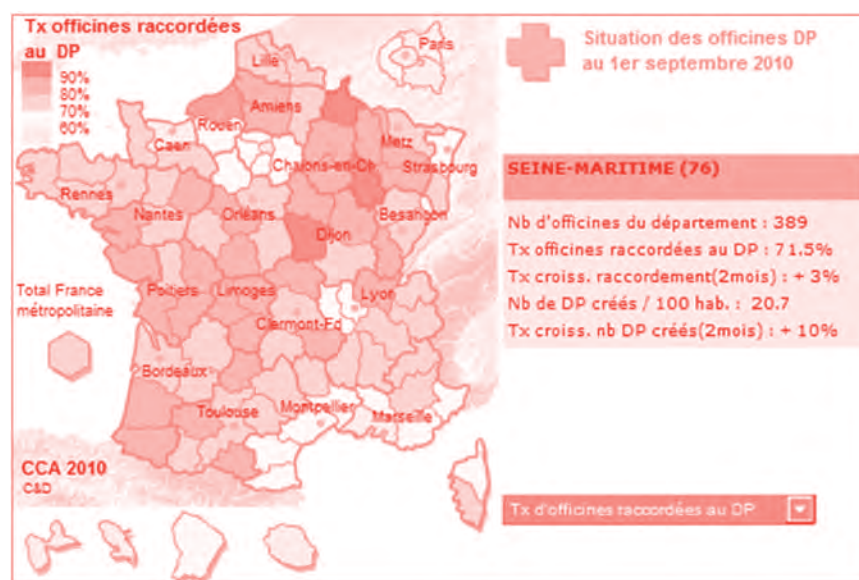 Tx officines raccordées
au DP
90%
80%
70%
60%
Paris
Situation des officines DP
au 1er septembre 2010
Lille
Amiens
Rouen
Caen
Metz
Chalons-en-Ch
Strasbourg
SEINE-MARITIME (76)
Rennes
Nantes
Orléans
Besançon
Dijon
Nb d'officines du département : 389
Tx officines raccordées au DP : 71.5%
Tx croiss. raccordement(2mois) : + 3%
Nb de DP créés / 100 hab. : 20.7
Tx croiss. nb DP créés(2mois) : + 10%
Total France
métropolitaine
Poitiers
Limoges
Lyon
Clermont-Fd
Bordeaux
Toulouse
Montpellier
Marseille
CCA 2010
C&D
Tx d'officines raccordées au DP